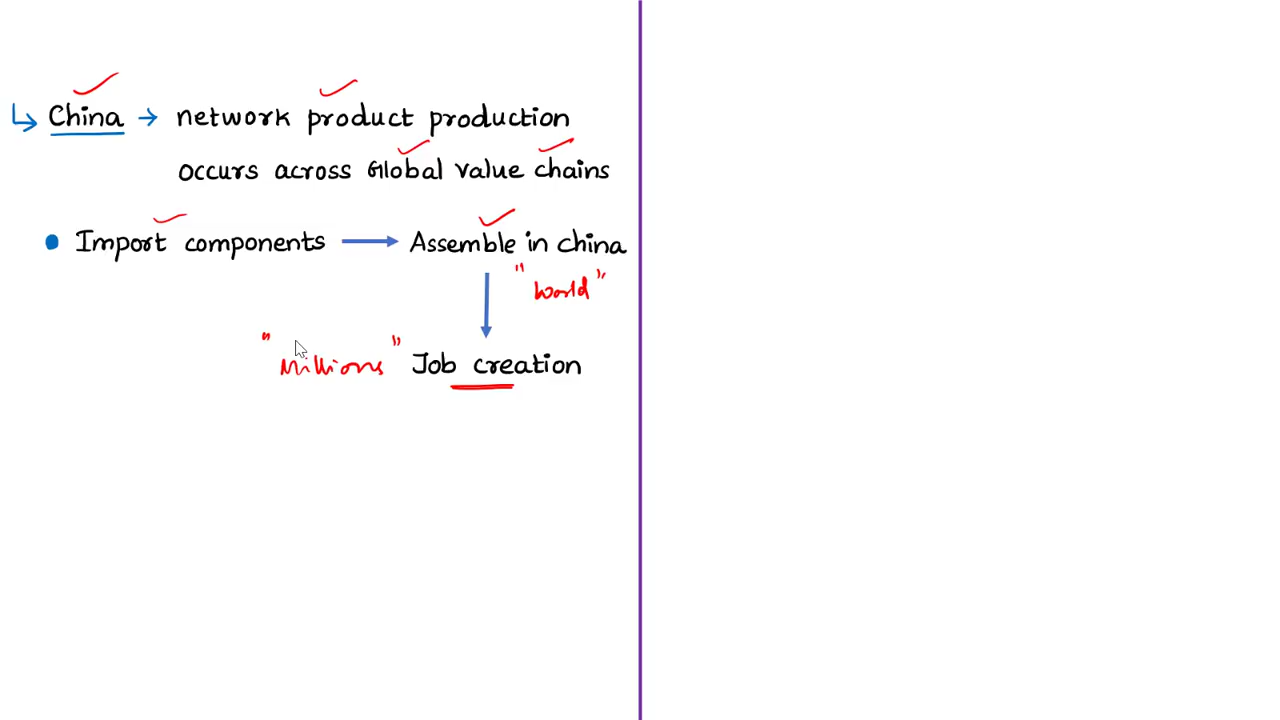 ↳ China → network product production
occurs across Global value chains
• Import components → Assemble in china
"World"
"Millions" Job creation